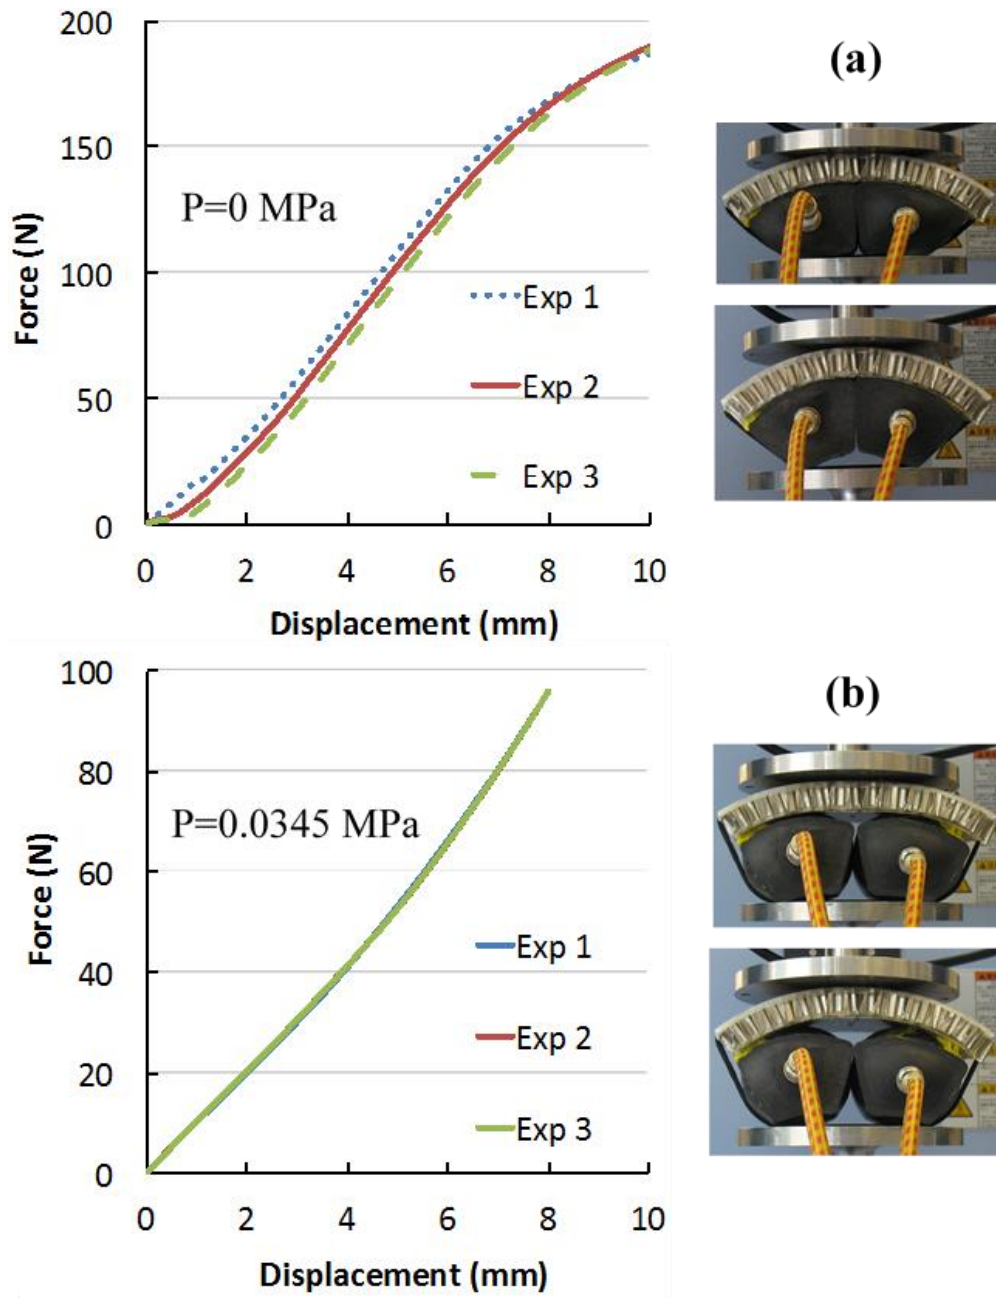 200
150
100
50
0
Force (N)
P=0 MPa
Exp 1
Exp 2
Exp 3
0 2 4 6 8 10
Displacement (mm)
(a)
100
80
60
40
20
0
Force (N)
P=0.0345 MPa
Exp 1
Exp 2
Exp 3
0 2 4 6 8 10
Displacement (mm)
(b)